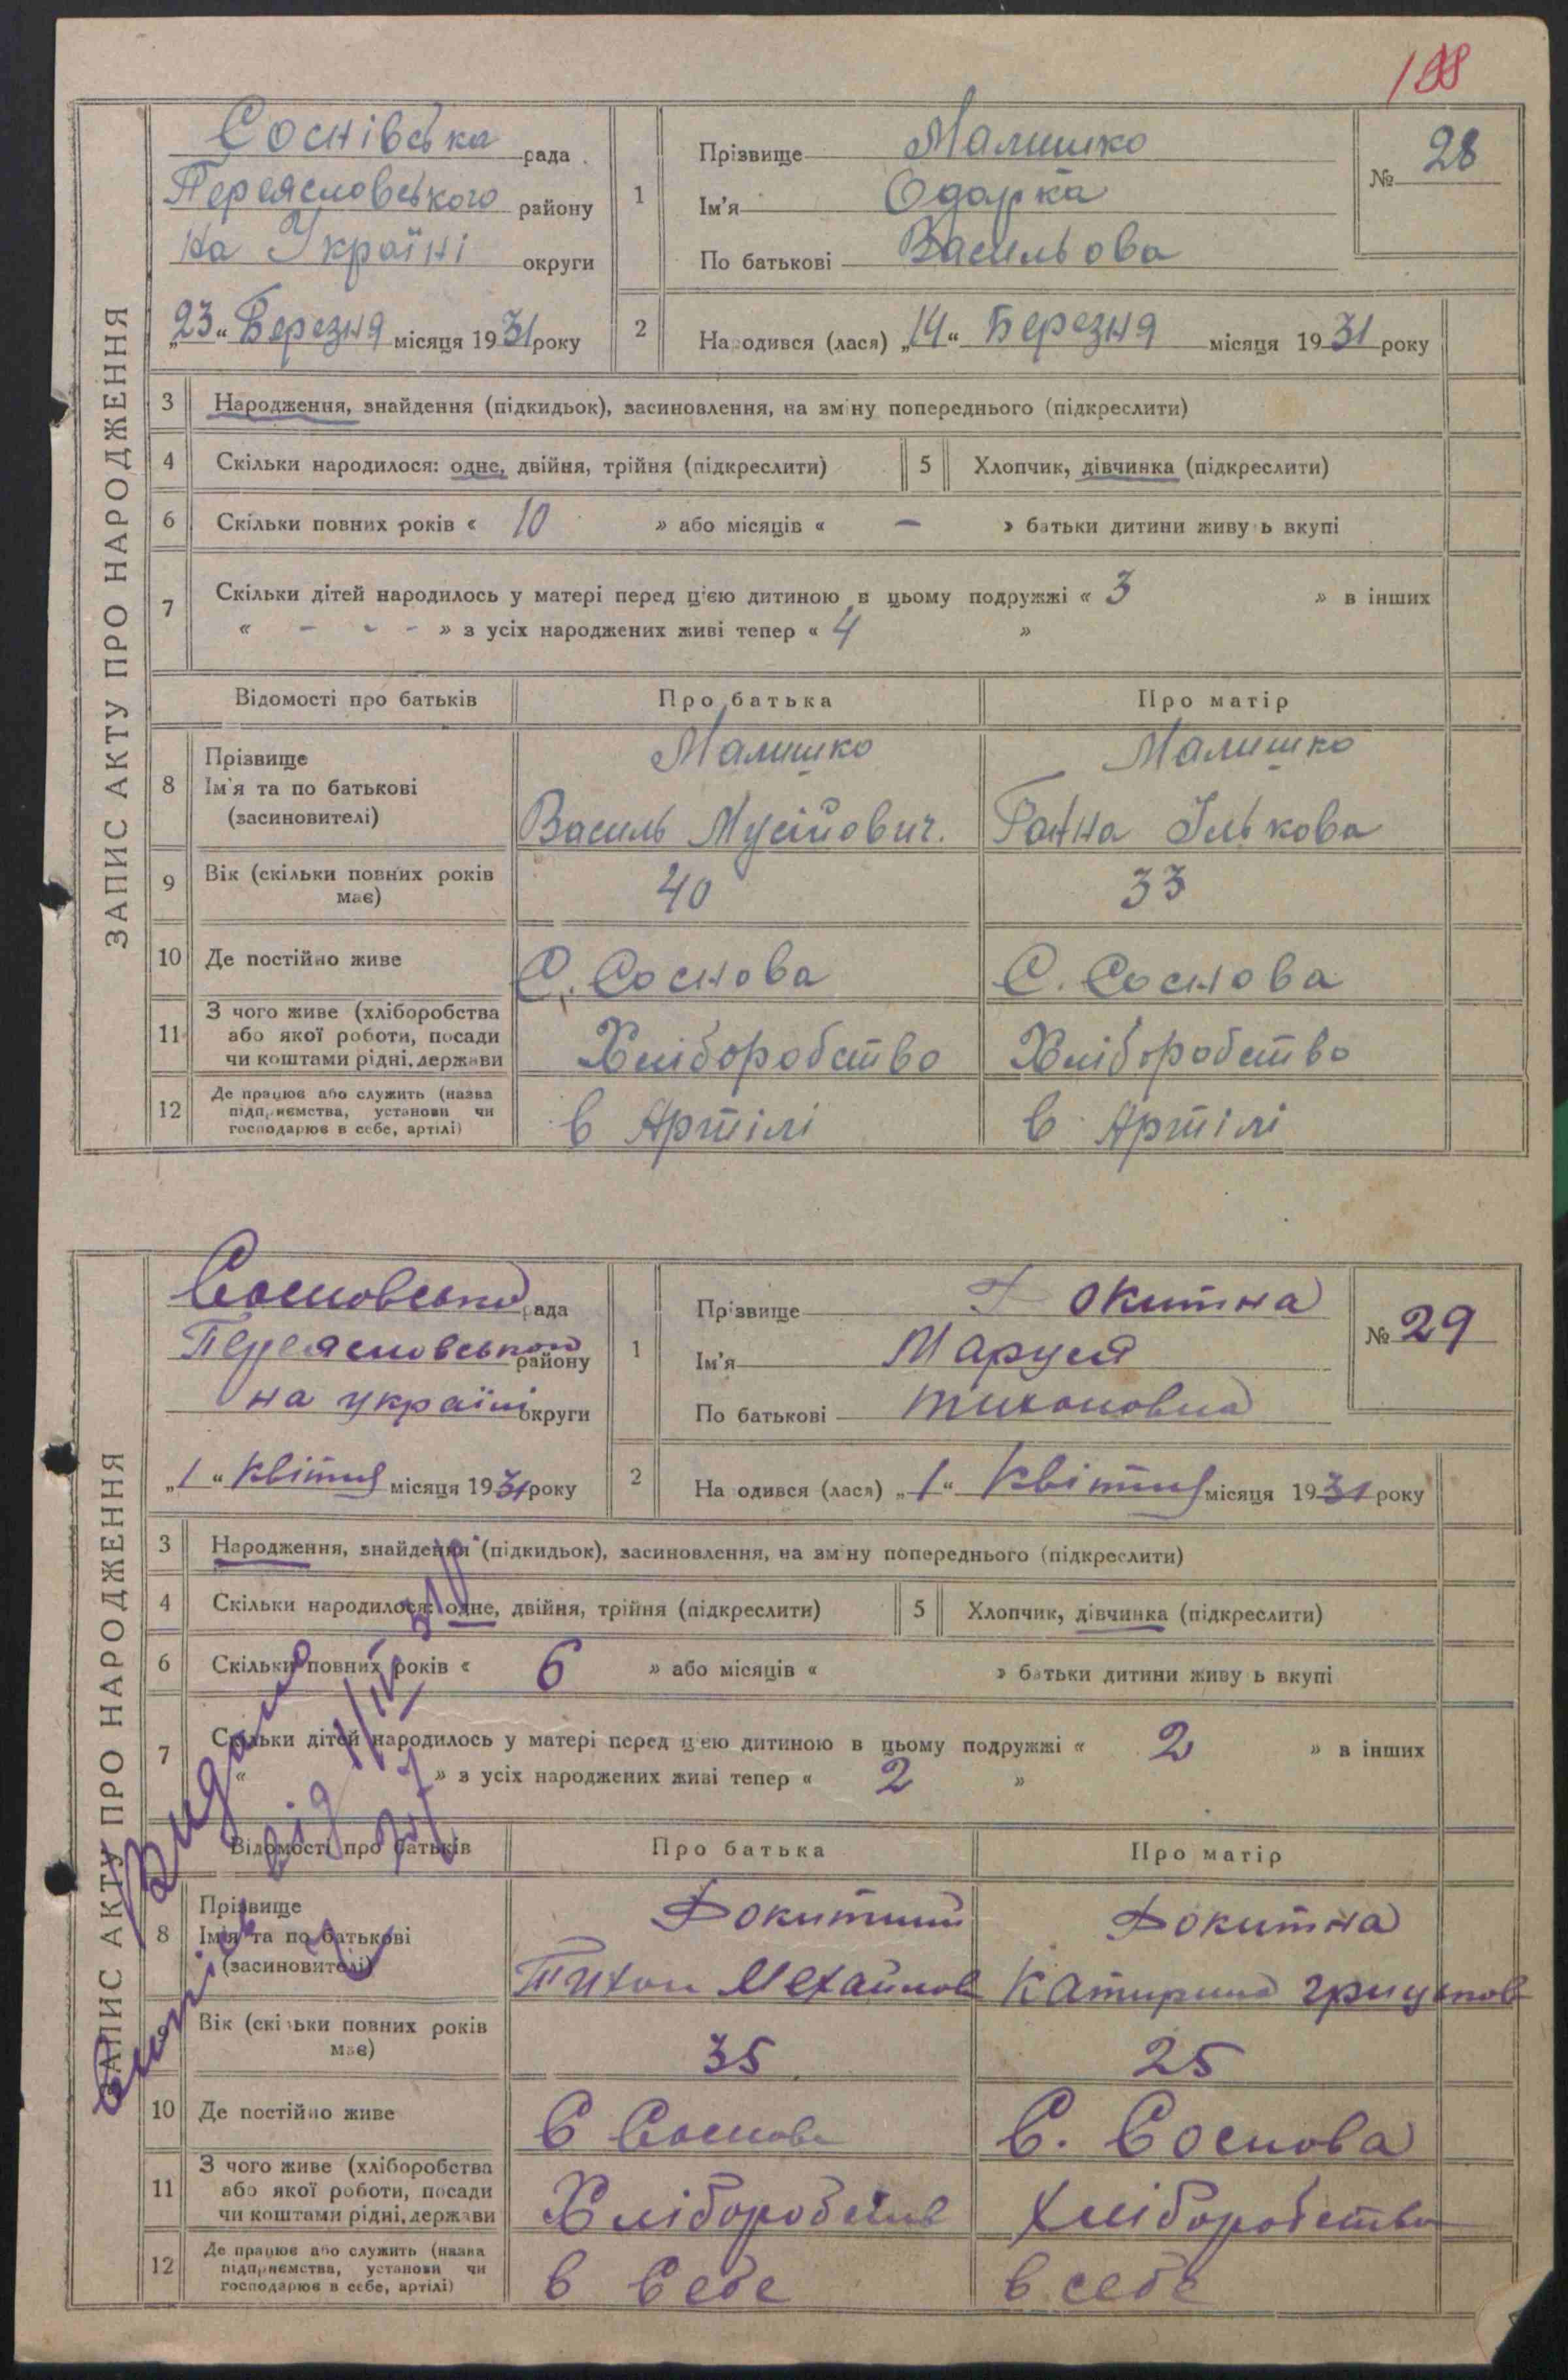 188
ЗАПИС АКТУ ПРО НАРОДЖЕННЯ
Соснівська рада
Переясловського району
на Україні округи
„23“ Березня місяця 1931 року
1 Прізвище Малишко
Ім'я Одарка
По батькові Васильова
№ 28
2 Народився (лася) „14“ Березня місяця 1931 року
3 Народження, знайдення (підкидьок), засиновлення, на зміну попереднього (підкреслити)
4 Скільки народилося: одне, двійня, трійня (підкреслити) 5 Хлопчик, дівчинка (підкреслити)
6 Скільки повних років « 10 » або місяців « – » батьки дитини живуть вкупі
7 Скільки дітей народилось у матері перед цією дитиною в цьому подружжі « 3 » в інших
« - - - » з усіх народжених живі тепер « 4 »
Відомості про батьків Про батька Про матір
8 Прізвище Ім'я та по батькові (засиновителі)
Малишко Малишко
Василь Мусійович. Ганна Ількова
9 Вік (скільки повних років має) 40 33
10 Де постійно живе С. Соснова С. Соснова
11 З чого живе (хліборобства
або якої роботи, посади
чи коштами рідні, держави
Хліборобство Хліборобство
12 Де працює або служить (назва
підприємства, установи чи
господарює в себе, артілі)
в Артілі в Артілі
ЗАПИС АКТУ ПРО НАРОДЖЕННЯ
Сосновська рада
Переясловського району
на україні округи
„1“ Квітня місяця 1931 року
1 Прізвище Докитна
Ім'я Маруся
По батькові тихоновна
№ 29
2 Народився (лася) „1“ Квітня місяця 1931 року
3 Народження, знайдення (підкидьок), засиновлення, на зміну попереднього (підкреслити)
4 Скільки народилося: одне, двійня, трійня (підкреслити) 5 Хлопчик, дівчинка (підкреслити)
6 Скільки повних років « 6 » або місяців « » батьки дитини живуть вкупі
7 Скільки дітей народилось у матері перед цією дитиною в цьому подружжі « 2 » в інших
« » з усіх народжених живі тепер « 2 »
Видано
від
Відомості про батьків Про батька Про матір
8 Прізвище Ім'я та по батькові (засиновителі)
Докитний Докитна
Тихон Мехайлов Катирина грицьков
9 Вік (скільки повних років має) 35 25
10 Де постійно живе С Соснова С. Соснова
11 З чого живе (хліборобства
або якої роботи, посади
чи коштами рідні, держави
Хліборобств Хліборобство
12 Де працює або служить (назва
підприємства, установи чи
господарює в себе, артілі)
в себе в себе